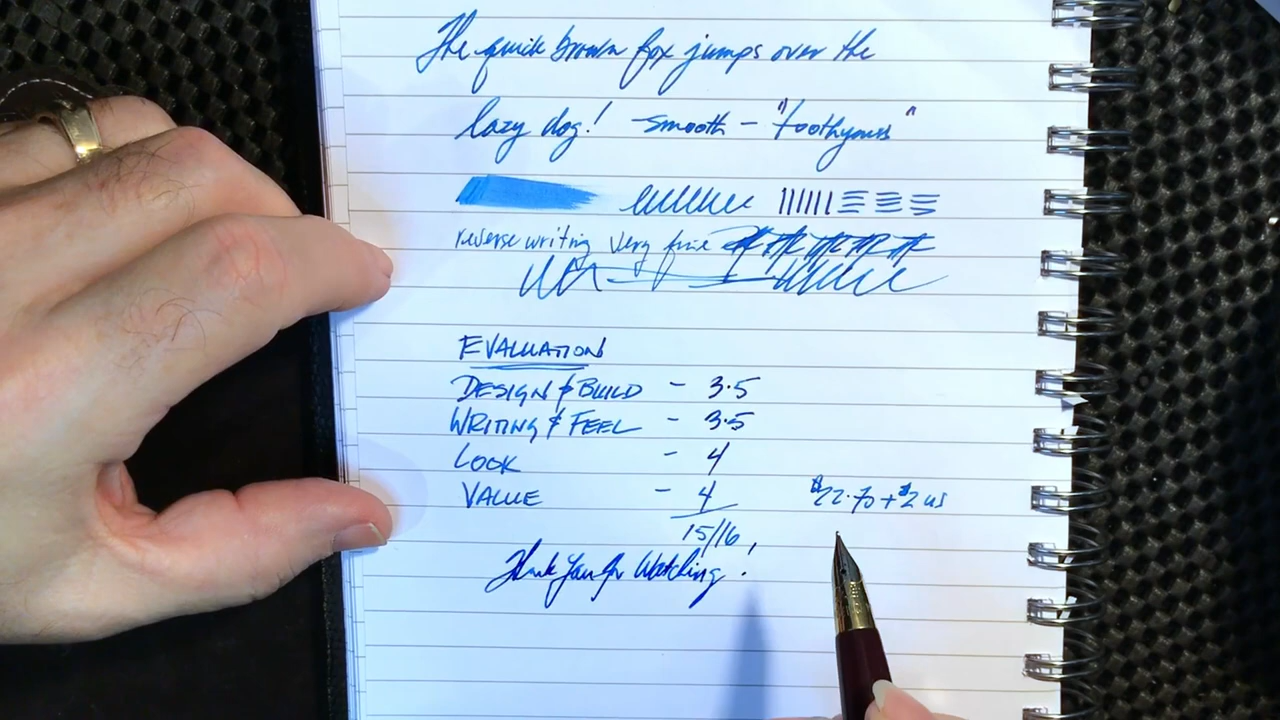 The quick brown fox jumps over the
lazy dog! Smooth - "Toothyness"
reverse writing very fine
EVALUATION
DESIGN & BUILD - 3.5
WRITING & FEEL - 3.5
LOOK - 4
VALUE - 4 $22.70 + $2 US
15/16
Thank You for Watching!